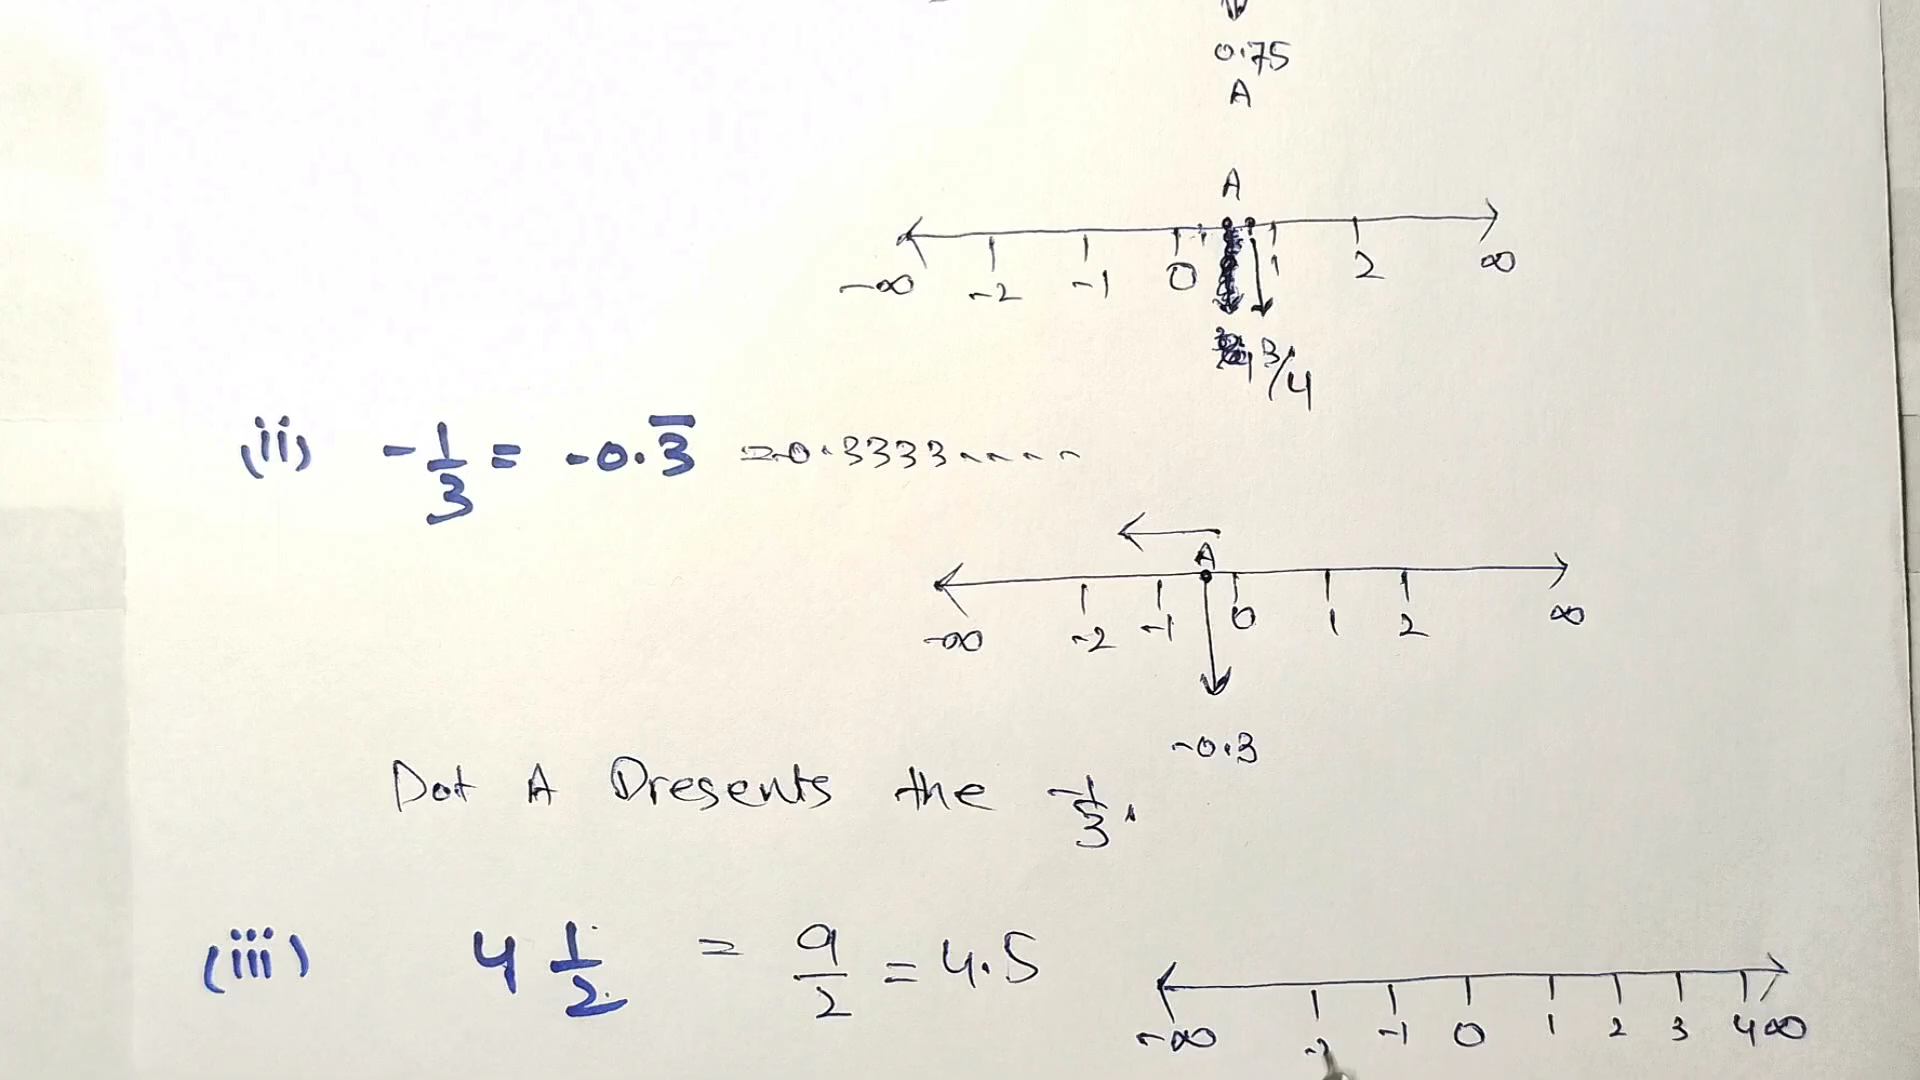 0.75
A
A
-∞ -2 -1 0 1 2 ∞
3/4
(ii) -1/3 = -0.3̅ = -0.3333....
A
-∞ -2 -1 0 1 2 ∞
-0.3
Dot A Presents the -1/3.
(iii) 4 1/2 = 9/2 = 4.5
-∞ -2 -1 0 1 2 3 4 ∞